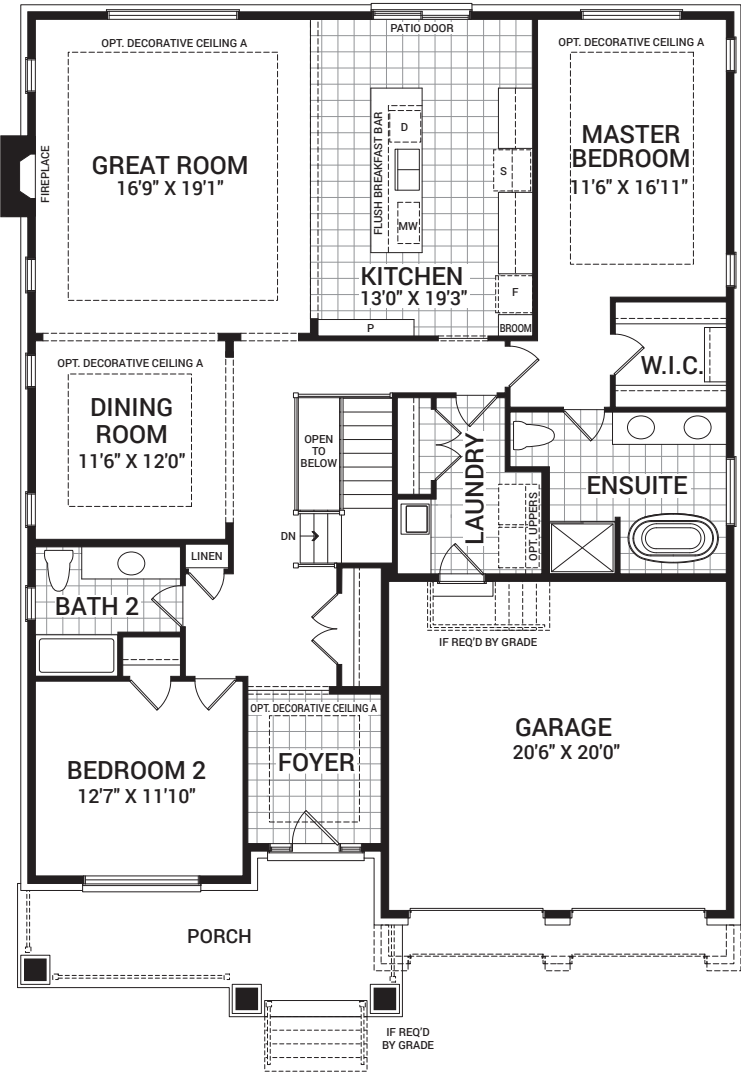 PATIO DOOR
OPT. DECORATIVE CEILING A
OPT. DECORATIVE CEILING A
GREAT ROOM
16'9" X 19'1"
FIREPLACE
FLUSH BREAKFAST BAR
D
S
MW
F
KITCHEN
13'0" X 19'3"
P
BROOM
MASTER
BEDROOM
11'6" X 16'11"
W.I.C.
OPT. DECORATIVE CEILING A
DINING
ROOM
11'6" X 12'0"
OPEN
TO
BELOW
DN
LAUNDRY
OPT. UPPERS
ENSUITE
LINEN
BATH 2
IF REQ'D BY GRADE
OPT. DECORATIVE CEILING A
FOYER
GARAGE
20'6" X 20'0"
BEDROOM 2
12'7" X 11'10"
PORCH
IF REQ'D
BY GRADE